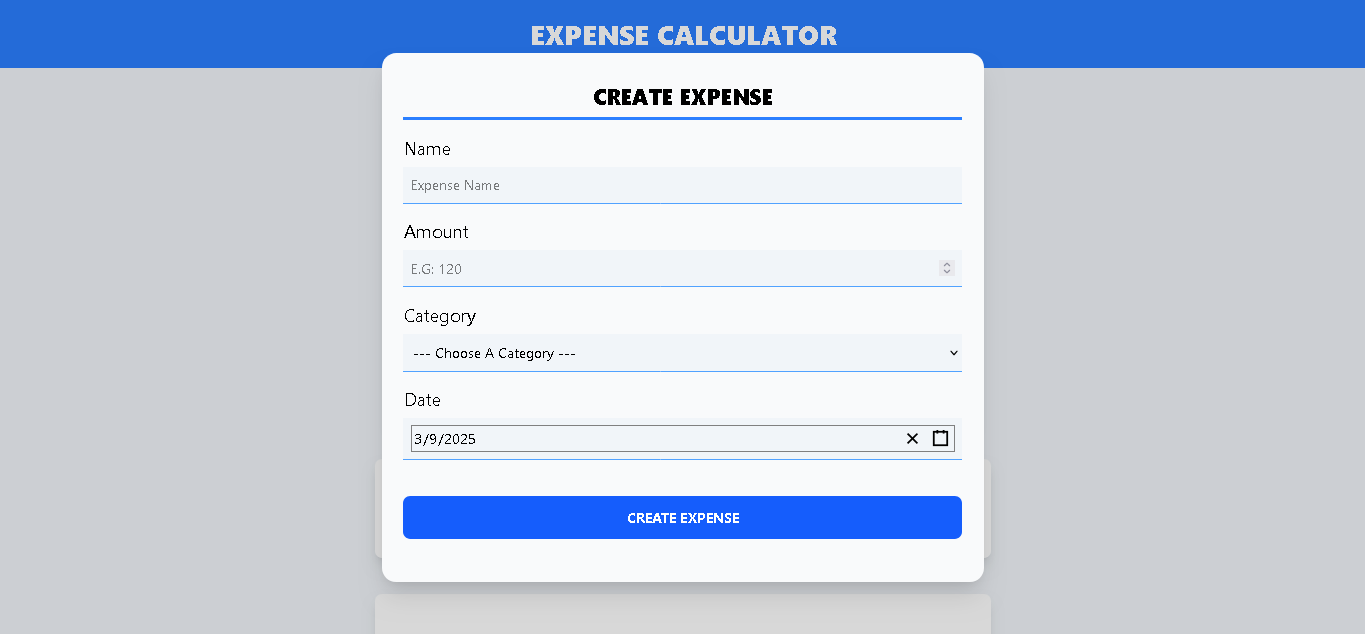 EXPENSE CALCULATOR
CREATE EXPENSE
Name
Expense Name
Amount
E.G: 120
Category
--- Choose A Category ---
Date
3/9/2025
CREATE EXPENSE